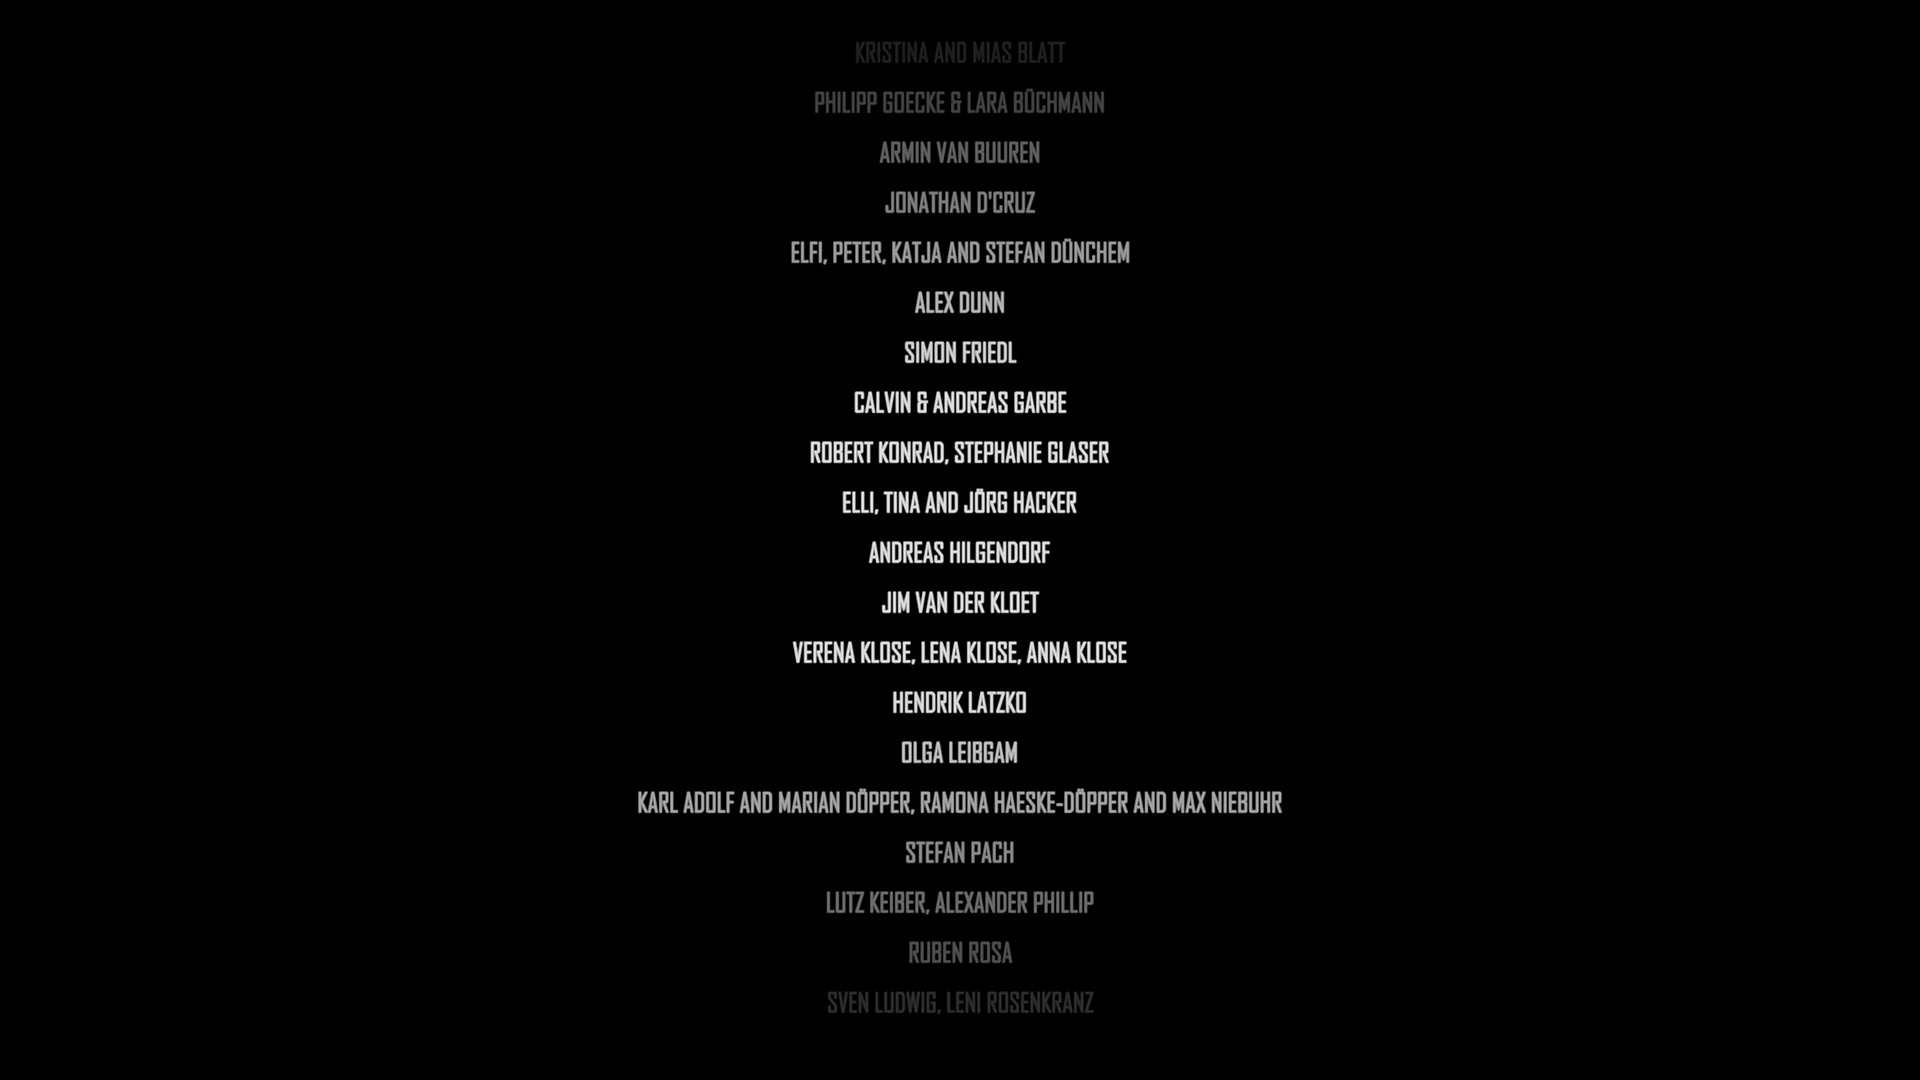 KRISTINA AND MIAS BLATT
PHILIPP GOECKE & LARA BÜCHMANN
ARMIN VAN BUUREN
JONATHAN D'CRUZ
ELFI, PETER, KATJA AND STEFAN DÜNCHEM
ALEX DUNN
SIMON FRIEDL
CALVIN & ANDREAS GARBE
ROBERT KONRAD, STEPHANIE GLASER
ELLI, TINA AND JÖRG HACKER
ANDREAS HILGENDORF
JIM VAN DER KLOET
VERENA KLOSE, LENA KLOSE, ANNA KLOSE
HENDRIK LATZKO
OLGA LEIBGAM
KARL ADOLF AND MARIAN DÖPPER, RAMONA HAESKE-DÖPPER AND MAX NIEBUHR
STEFAN PACH
LUTZ KEIBER, ALEXANDER PHILLIP
RUBEN ROSA
SVEN LUDWIG, LENI ROSENKRANZ